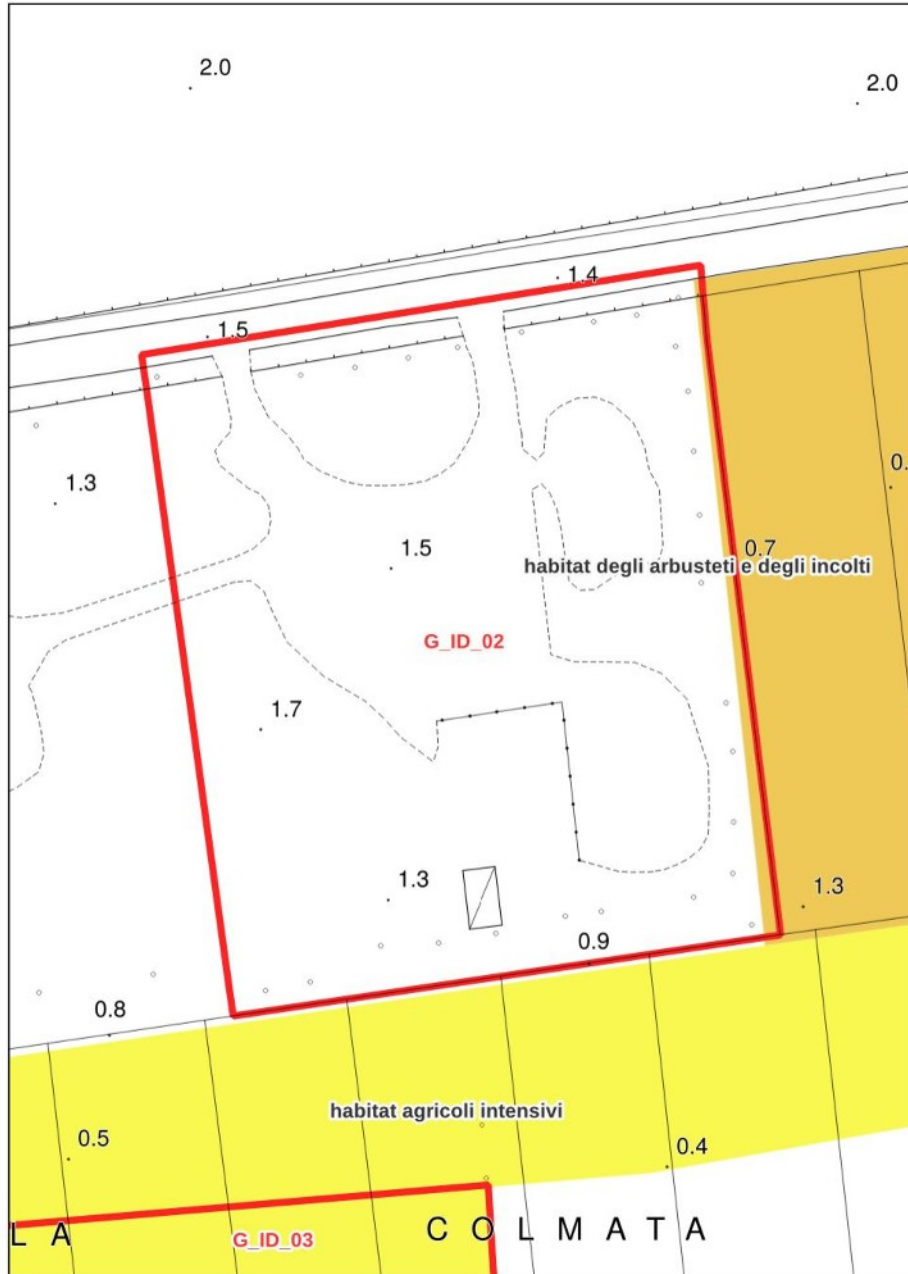 2.0
2.0
1.4
1.5
1.3
0.
1.5
0.7
habitat degli arbusteti e degli incolti
G_ID_02
1.7
1.3
1.3
0.9
0.8
habitat agricoli intensivi
0.5
0.4
L A
C O L M A T A
G_ID_03